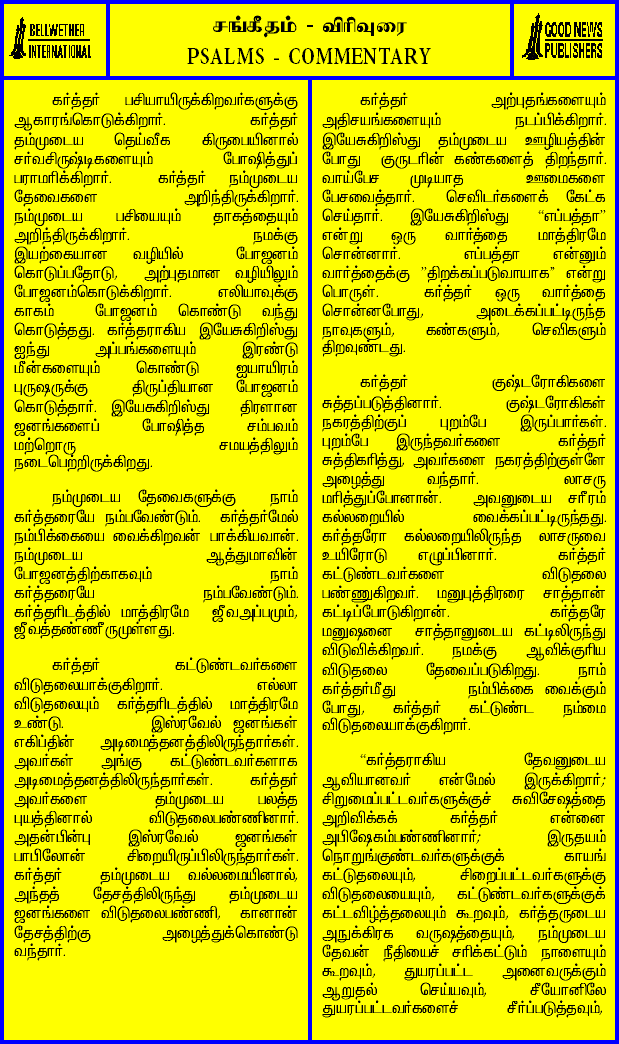 BELLWETHER
INTERNATIONAL
சங்கீதம் - விரிவுரை
PSALMS - COMMENTARY
GOOD NEWS
PUBLISHERS
கர்த்தர் பசியாயிருக்கிறவர்களுக்கு
ஆகாரங்கொடுக்கிறார். கர்த்தர்
தம்முடைய தெய்வீக கிருபையினால்
சர்வசிருஷ்டிகளையும் போஷித்துப்
பராமரிக்கிறார். கர்த்தர் நம்முடைய
தேவைகளை அறிந்திருக்கிறார்.
நம்முடைய பசியையும் தாகத்தையும்
அறிந்திருக்கிறார். நமக்கு
இயற்கையான வழியில் போஜனம்
கொடுப்பதோடு, அற்புதமான வழியிலும்
போஜனம்கொடுக்கிறார். எலியாவுக்கு
காகம் போஜனம் கொண்டு வந்து
கொடுத்தது. கர்த்தராகிய இயேசுகிறிஸ்து
ஐந்து அப்பங்களையும் இரண்டு
மீன்களையும் கொண்டு ஐயாயிரம்
புருஷருக்கு திருப்தியான போஜனம்
கொடுத்தார். இயேசுகிறிஸ்து திரளான
ஜனங்களைப் போஷித்த சம்பவம்
மற்றொரு சமயத்திலும்
நடைபெற்றிருக்கிறது.
நம்முடைய தேவைகளுக்கு நாம்
கர்த்தரையே நம்பவேண்டும். கர்த்தர்மேல்
நம்பிக்கையை வைக்கிறவன் பாக்கியவான்.
நம்முடைய ஆத்துமாவின்
போஜனத்திற்காகவும் நாம்
கர்த்தரையே நம்பவேண்டும்.
கர்த்தரிடத்தில் மாத்திரமே ஜீவஅப்பமும்,
ஜீவத்தண்ணீருமுள்ளது.
கர்த்தர் கட்டுண்டவர்களை
விடுதலையாக்குகிறார். எல்லா
விடுதலையும் கர்த்தரிடத்தில் மாத்திரமே
உண்டு. இஸ்ரவேல் ஜனங்கள்
எகிப்தின் அடிமைத்தனத்திலிருந்தார்கள்.
அவர்கள் அங்கு கட்டுண்டவர்களாக
அடிமைத்தனத்திலிருந்தார்கள். கர்த்தர்
அவர்களை தம்முடைய பலத்த
புயத்தினால் விடுதலைபண்ணினார்.
அதன்பின்பு இஸ்ரவேல் ஜனங்கள்
பாபிலோன் சிறையிருப்பிலிருந்தார்கள்.
கர்த்தர் தம்முடைய வல்லமையினால்,
அந்தத் தேசத்திலிருந்து தம்முடைய
ஜனங்களை விடுதலைபண்ணி, கானான்
தேசத்திற்கு அழைத்துக்கொண்டு
வந்தார்.
கர்த்தர் அற்புதங்களையும்
அதிசயங்களையும் நடப்பிக்கிறார்.
இயேசுகிறிஸ்து தம்முடைய ஊழியத்தின்
போது குருடரின் கண்களைத் திறந்தார்.
வாய்பேச முடியாத ஊமைகளை
பேசவைத்தார். செவிடர்களைக் கேட்க
செய்தார். இயேசுகிறிஸ்து “எப்பத்தா”
என்று ஒரு வார்த்தை மாத்திரமே
சொன்னார். எப்பத்தா என்னும்
வார்த்தைக்கு ”திறக்கப்படுவாயாக” என்று
பொருள். கர்த்தர் ஒரு வார்த்தை
சொன்னபோது, அடைக்கப்பட்டிருந்த
நாவுகளும், கண்களும், செவிகளும்
திறவுண்டது.
கர்த்தர் குஷ்டரோகிகளை
சுத்தப்படுத்தினார். குஷ்டரோகிகள்
நகரத்திற்குப் புறம்பே இருப்பார்கள்.
புறம்பே இருந்தவர்களை கர்த்தர்
சுத்திகரித்து, அவர்களை நகரத்திற்குள்ளே
அழைத்து வந்தார். லாசரு
மரித்துப்போனான். அவனுடைய சரீரம்
கல்லறையில் வைக்கப்பட்டிருந்தது.
கர்த்தரோ கல்லறையிலிருந்த லாசருவை
உயிரோடு எழுப்பினார். கர்த்தர்
கட்டுண்டவர்களை விடுதலை
பண்ணுகிறவர். மனுபுத்திரரை சாத்தான்
கட்டிப்போடுகிறான். கர்த்தரே
மனுஷனை சாத்தானுடைய கட்டிலிருந்து
விடுவிக்கிறவர். நமக்கு ஆவிக்குரிய
விடுதலை தேவைப்படுகிறது. நாம்
கர்த்தர்மீது நம்பிக்கை வைக்கும்
போது, கர்த்தர் கட்டுண்ட நம்மை
விடுதலையாக்குகிறார்.
“கர்த்தராகிய தேவனுடைய
ஆவியானவர் என்மேல் இருக்கிறார்;
சிறுமைப்பட்டவர்களுக்குச் சுவிசேஷத்தை
அறிவிக்கக் கர்த்தர் என்னை
அபிஷேகம்பண்ணினார்; இருதயம்
நொறுங்குண்டவர்களுக்குக் காயங்
கட்டுதலையும், சிறைப்பட்டவர்களுக்கு
விடுதலையையும், கட்டுண்டவர்களுக்குக்
கட்டவிழ்த்தலையும் கூறவும், கர்த்தருடைய
அநுக்கிரக வருஷத்தையும், நம்முடைய
தேவன் நீதியைச் சரிக்கட்டும் நாளையும்
கூறவும், துயரப்பட்ட அனைவருக்கும்
ஆறுதல் செய்யவும், சீயோனிலே
துயரப்பட்டவர்களைச் சீர்ப்படுத்தவும்,